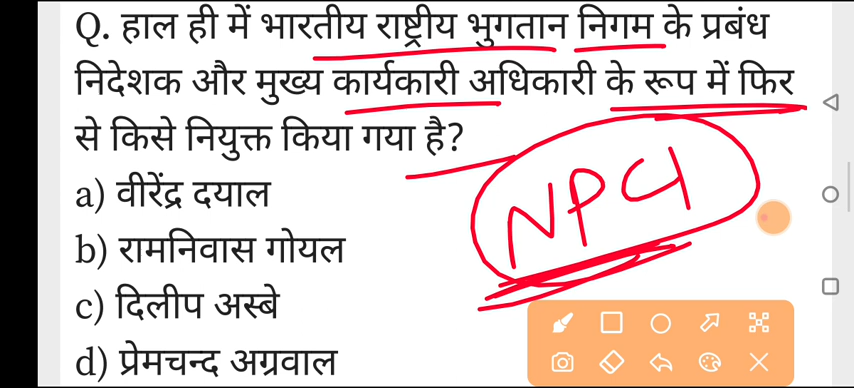 Q. हाल ही में भारतीय राष्ट्रीय भुगतान निगम के प्रबंध
निदेशक और मुख्य कार्यकारी अधिकारी के रूप में फिर
से किसे नियुक्त किया गया है?
NPCI
a) वीरेंद्र दयाल
b) रामनिवास गोयल
c) दिलीप अस्बे
d) प्रेमचन्द अग्रवाल